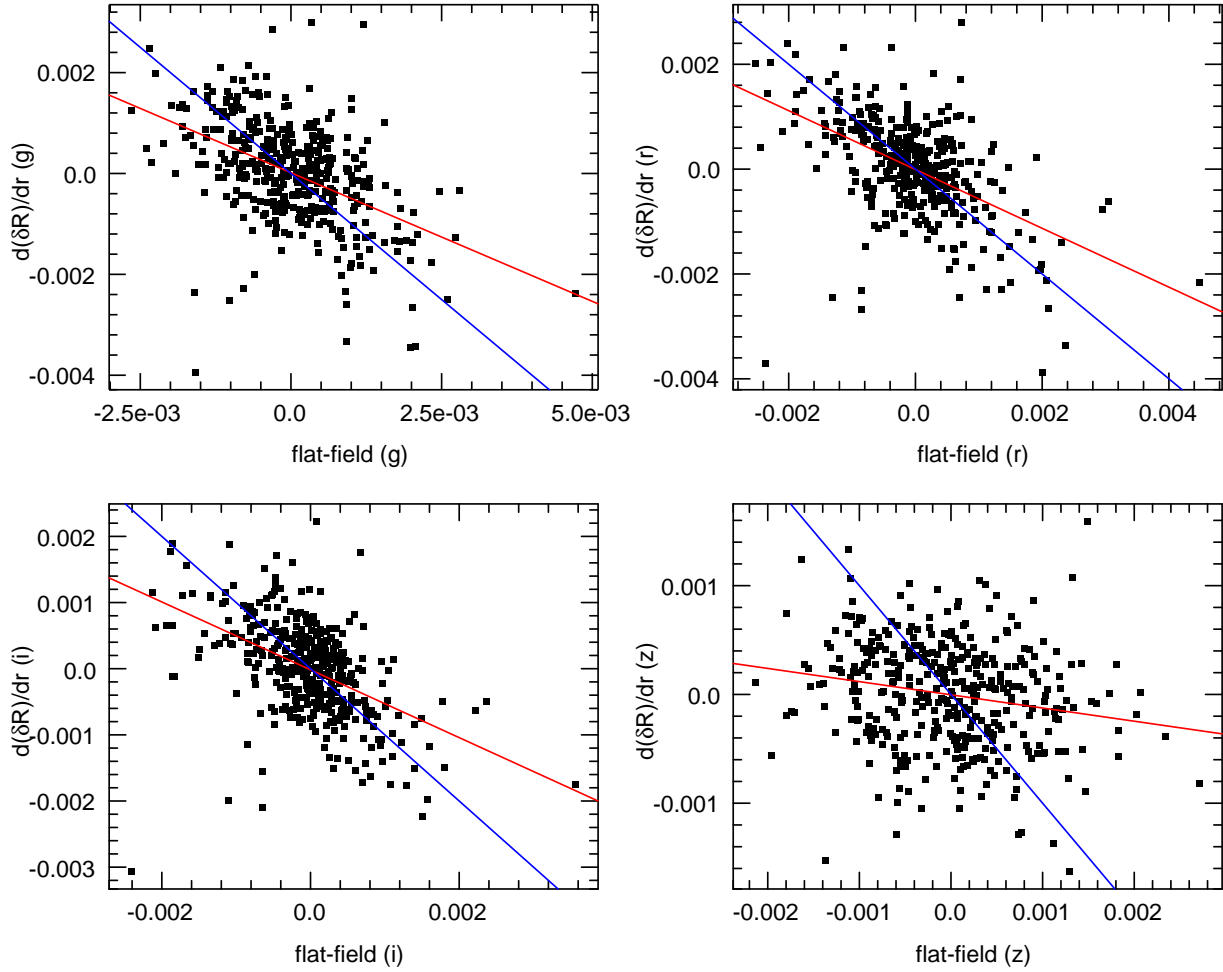 0.002
0.0
-0.002
-0.004
d(δR)/dr (g)
-2.5e-03
0.0
2.5e-03
5.0e-03
flat-field (g)
0.002
0.0
-0.002
-0.004
d(δR)/dr (r)
-0.002
0.0
0.002
0.004
flat-field (r)
0.002
0.001
0.0
-0.001
-0.002
-0.003
d(δR)/dr (i)
-0.002
0.0
0.002
flat-field (i)
0.001
0.0
-0.001
d(δR)/dr (z)
-0.002
-0.001
0.0
0.001
0.002
flat-field (z)